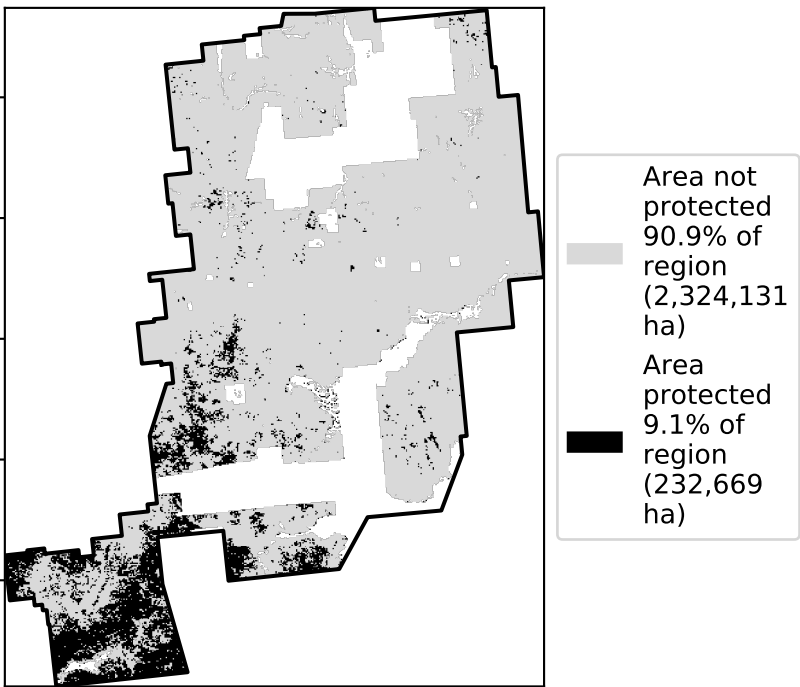 Area not
protected
90.9% of
region
(2,324,131
ha)
Area
protected
9.1% of
region
(232,669
ha)